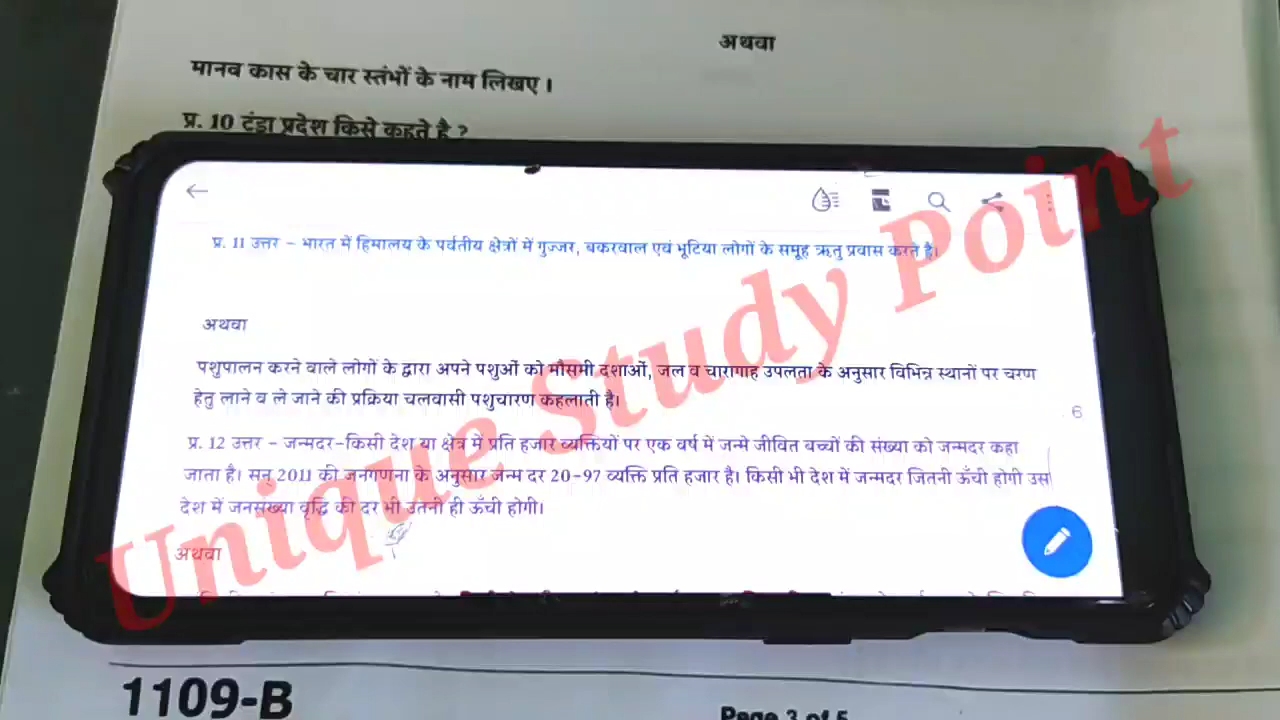 अथवा
मानव कास के चार स्तंभों के नाम लिखए ।
प्र. 10 टंड्रा प्रदेश किसे कहते है ?
प्र. 11 उत्तर – भारत में हिमालय के पर्वतीय क्षेत्रों में गुज्जर, बकरवाल एवं भूटिया लोगों के समूह ऋतु प्रवास करते है।
अथवा
पशुपालन करने वाले लोगों के द्वारा अपने पशुओं को मौसमी दशाओं, जल व चारागाह उपलता के अनुसार विभिन्न स्थानों पर चरण
हेतु लाने व ले जाने की प्रक्रिया चलवासी पशुचारण कहलाती है।
6
प्र. 12 उत्तर – जन्मदर-किसी देश या क्षेत्र में प्रति हजार व्यक्तियों पर एक वर्ष में जन्मे जीवित बच्चों की संख्या को जन्मदर कहा
जाता है। सन् 2011 की जनगणना के अनुसार जन्म दर 20-97 व्यक्ति प्रति हजार है। किसी भी देश में जन्मदर जितनी ऊँची होगी उस
देश में जनसख्या वृद्धि की दर भी उतनी ही ऊँची होगी।
अथवा
Unique Study Point
1109-B
Page 3 of 5